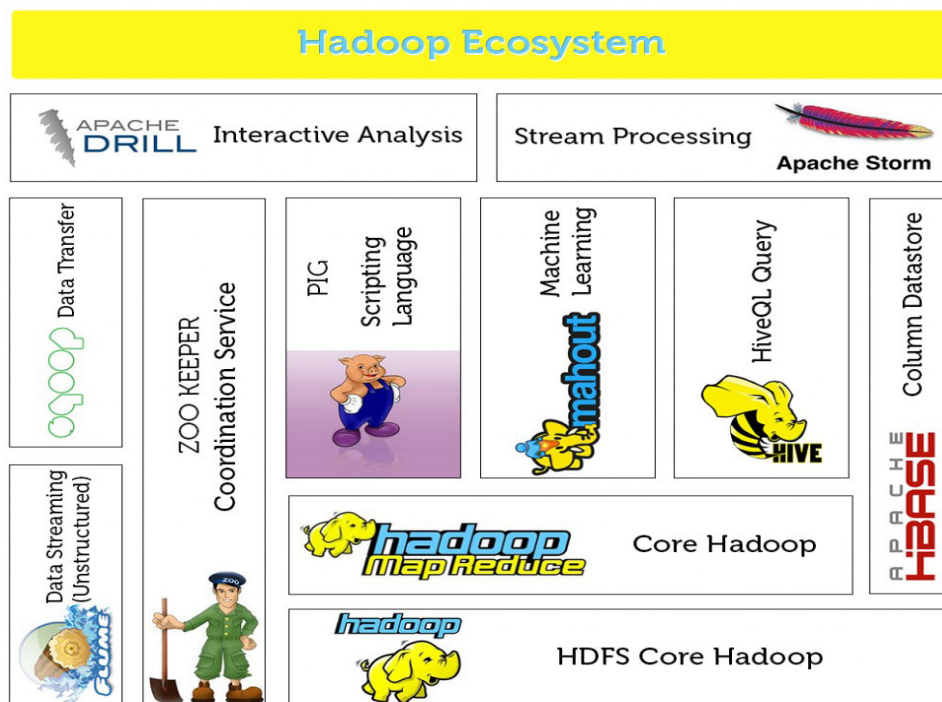 Hadoop Ecosystem
APACHE
DRILL
Interactive Analysis
Stream Processing
Apache Storm
sqoop
Data Transfer
ZOO KEEPER
Coordination Service
ZOO
PIG
Scripting
Language
Machine
Learning
mahout
HiveQL Query
HIVE
Column Datastore
APACHE
HBASE
Data Streaming
(Unstructured)
FLUME
hadoop
Map Reduce
Core Hadoop
hadoop
HDFS Core Hadoop